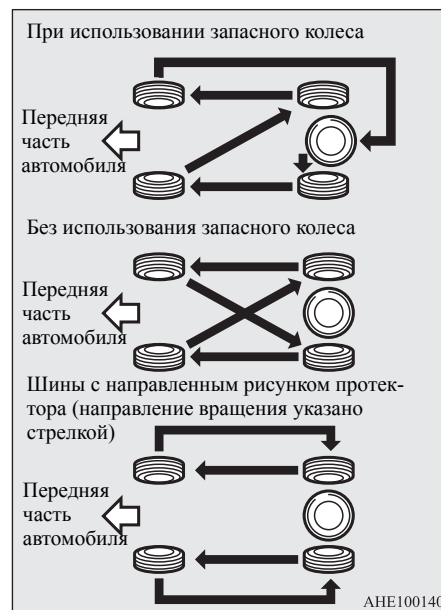 При использовании запасного колеса
Передняя
часть
автомобиля
Без использования запасного колеса
Передняя
часть
автомобиля
Шины с направленным рисунком протек-
тора (направление вращения указано
стрелкой)
Передняя
часть
автомобиля
AHE100140